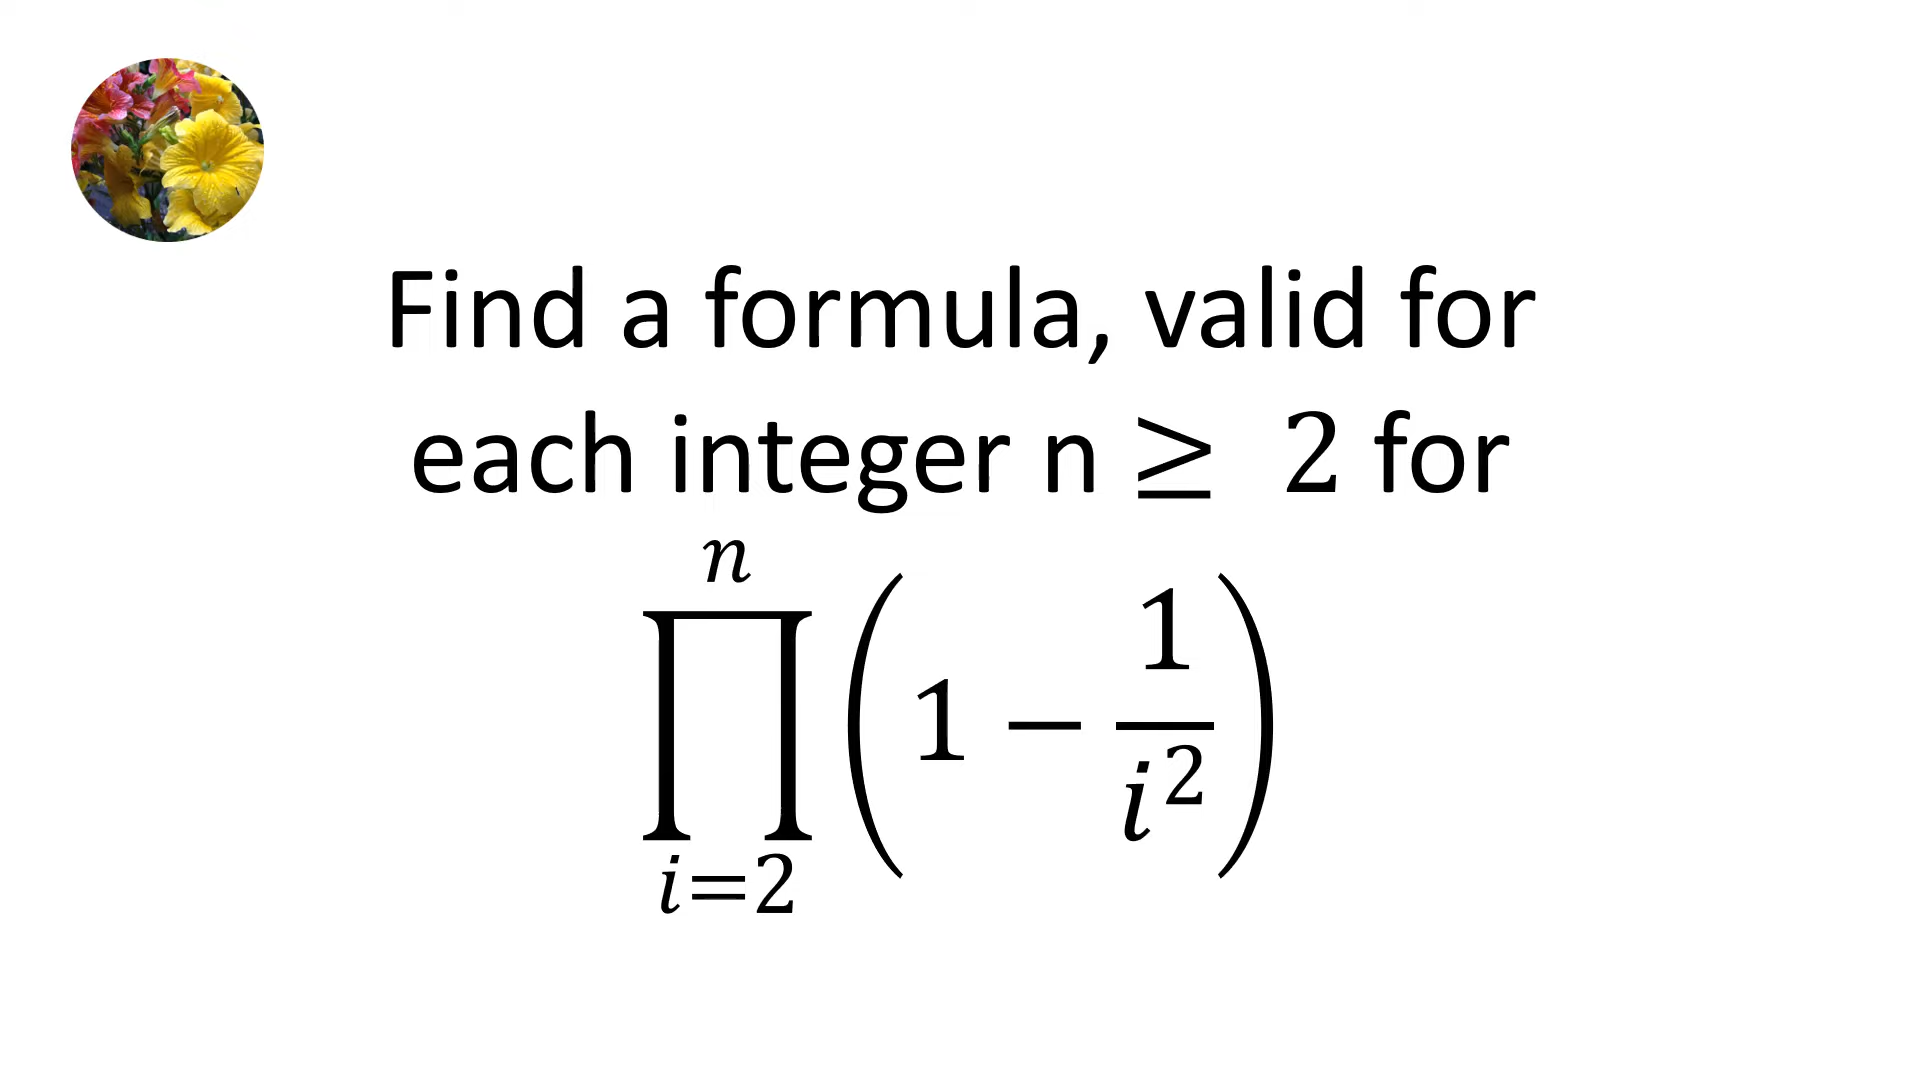 Find a formula, valid for
each integer n ≥ 2 for
n
∏ (1 − 1/i²)
i=2